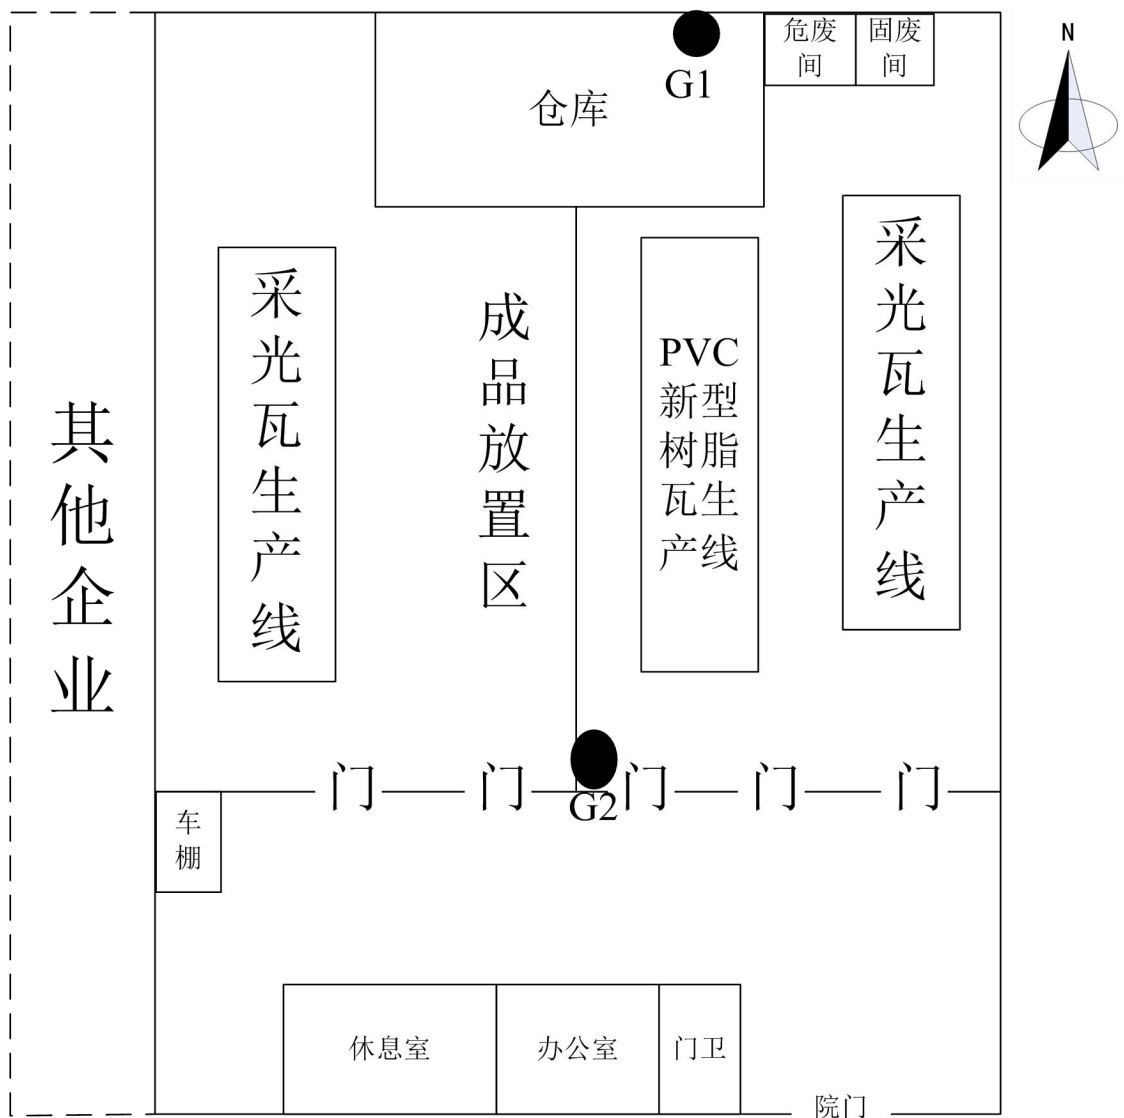 危废间
固废间
N
G1
仓库
采光瓦生产线
成品放置区
PVC
新型
树脂
瓦生
产线
采光瓦生产线
其他企业
门
门
门
门
门
G2
车棚
休息室
办公室
门卫
院门